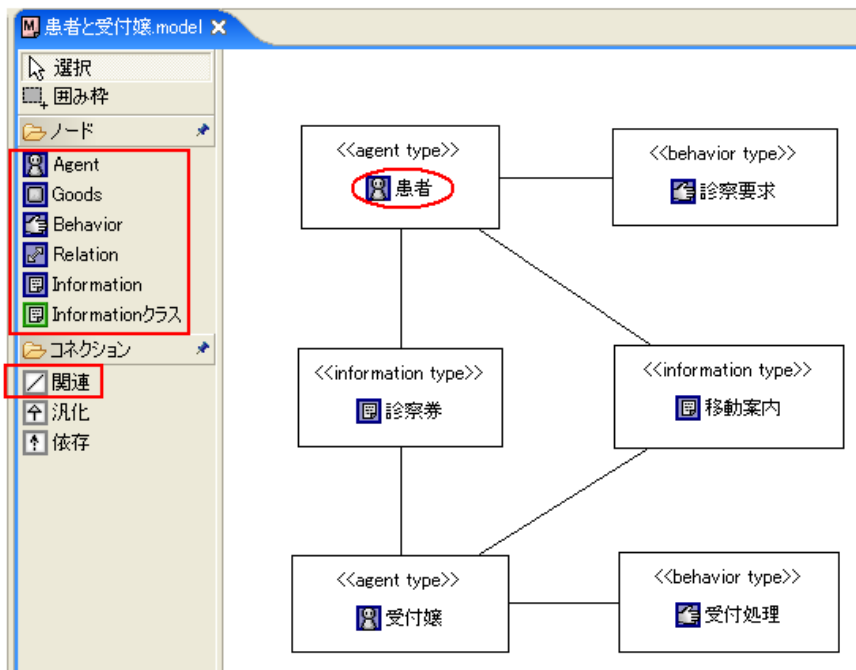 患者と受付嬢.model
選択
囲み枠
ノード
Agent
Goods
Behavior
Relation
Information
Informationクラス
コネクション
関連
汎化
依存
<<agent type>>
患者
<<behavior type>>
診察要求
<<information type>>
診察券
<<information type>>
移動案内
<<agent type>>
受付嬢
<<behavior type>>
受付処理